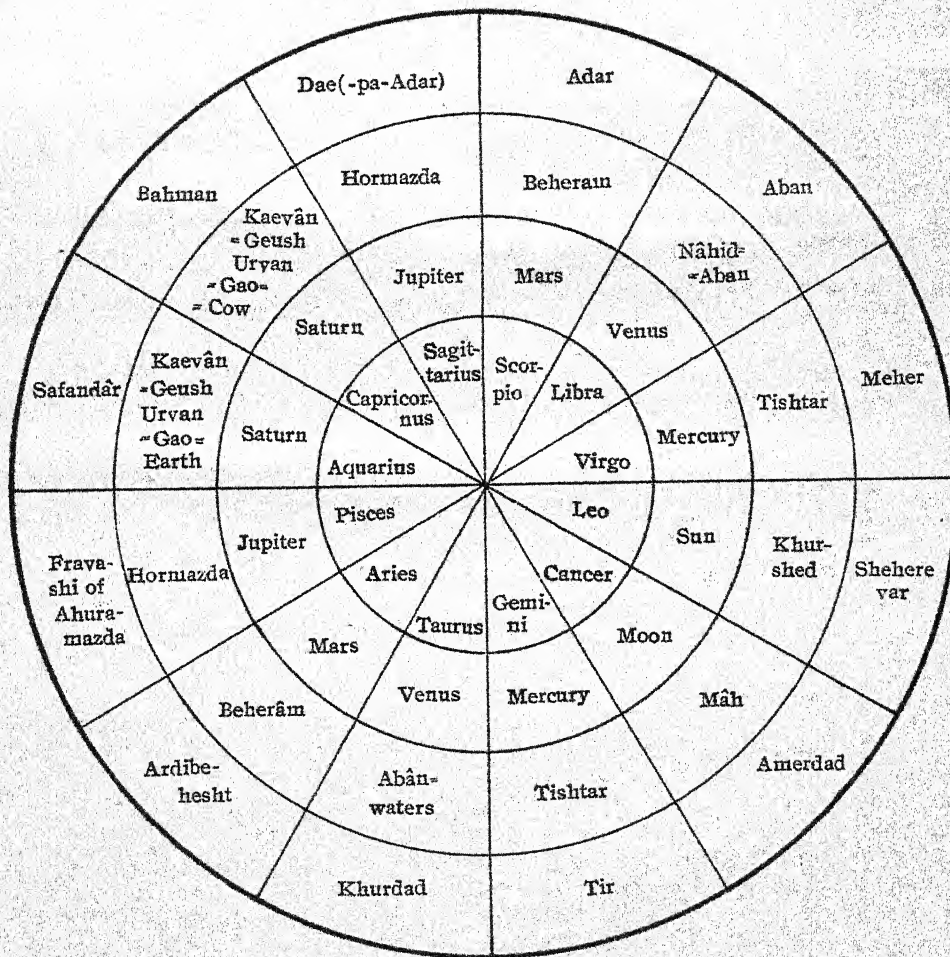 Dae(-pa-Adar)
Adar
Aban
Meher
Shehere
var
Amerdad
Tir
Khurdad
Ardibe-
hesht
Frava-
shi of
Ahura-
mazda
Safandâr
Bahman
Hormazda
Beheram
Nâhid=
=Aban
Tishtar
Khur-
shed
Mâh
Tishtar
Abân=
waters
Beherâm
Hormazda
Kaevân
=Geush
Urvan
=Gao=
Earth
Kaevân
=Geush
Urvan
=Gao=
=Cow
Jupiter
Mars
Venus
Mercury
Sun
Moon
Mercury
Venus
Mars
Jupiter
Saturn
Saturn
Sagit-
tarius
Scor-
pio
Libra
Virgo
Leo
Cancer
Gemi-
ni
Taurus
Aries
Pisces
Aquarius
Capricor-
nus